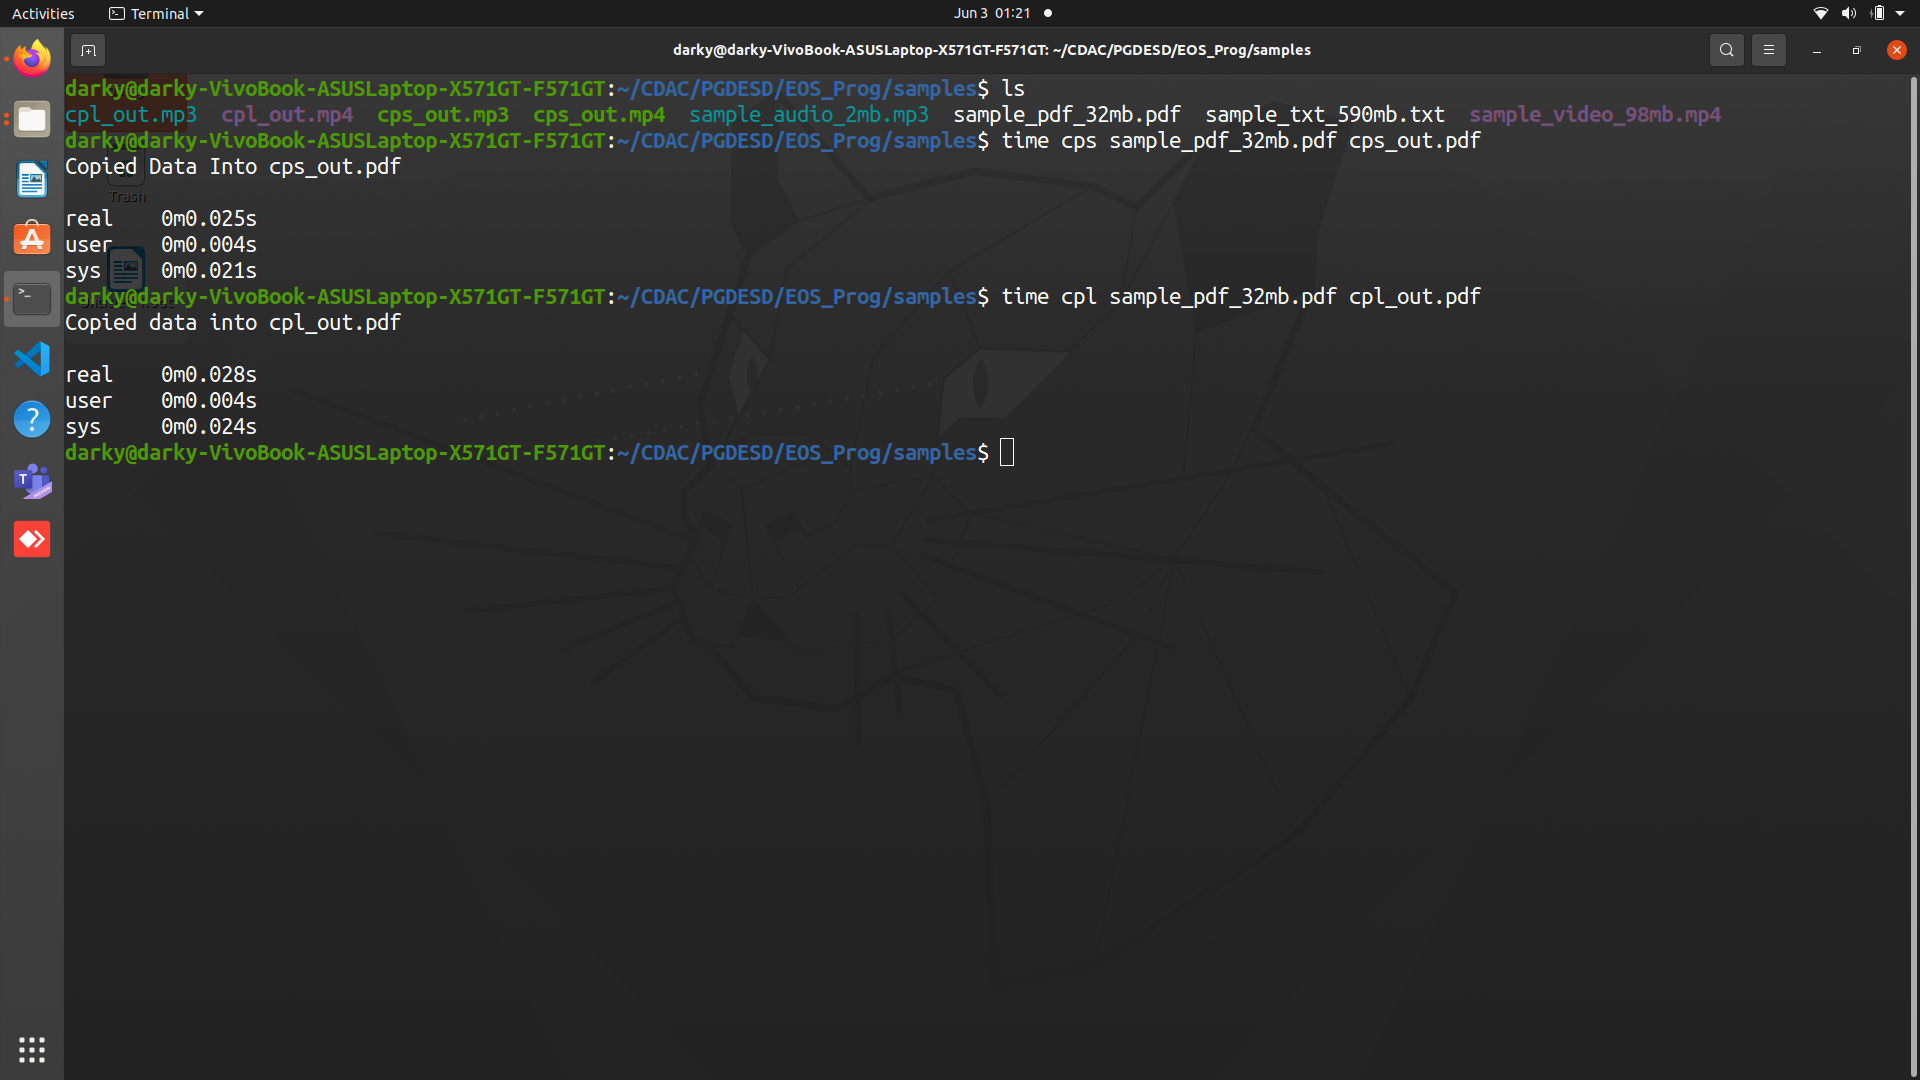 Activities Terminal Jun 3 01:21
darky@darky-VivoBook-ASUSLaptop-X571GT-F571GT: ~/CDAC/PGDESD/EOS_Prog/samples
darky@darky-VivoBook-ASUSLaptop-X571GT-F571GT:~/CDAC/PGDESD/EOS_Prog/samples$ ls
cpl_out.mp3 cpl_out.mp4 cps_out.mp3 cps_out.mp4 sample_audio_2mb.mp3 sample_pdf_32mb.pdf sample_txt_590mb.txt sample_video_98mb.mp4
darky@darky-VivoBook-ASUSLaptop-X571GT-F571GT:~/CDAC/PGDESD/EOS_Prog/samples$ time cps sample_pdf_32mb.pdf cps_out.pdf
Copied Data Into cps_out.pdf
Trash
real 0m0.025s
user 0m0.004s
sys 0m0.021s
darky@darky-VivoBook-ASUSLaptop-X571GT-F571GT:~/CDAC/PGDESD/EOS_Prog/samples$ time cpl sample_pdf_32mb.pdf cpl_out.pdf
Copied data into cpl_out.pdf
real 0m0.028s
user 0m0.004s
sys 0m0.024s
darky@darky-VivoBook-ASUSLaptop-X571GT-F571GT:~/CDAC/PGDESD/EOS_Prog/samples$